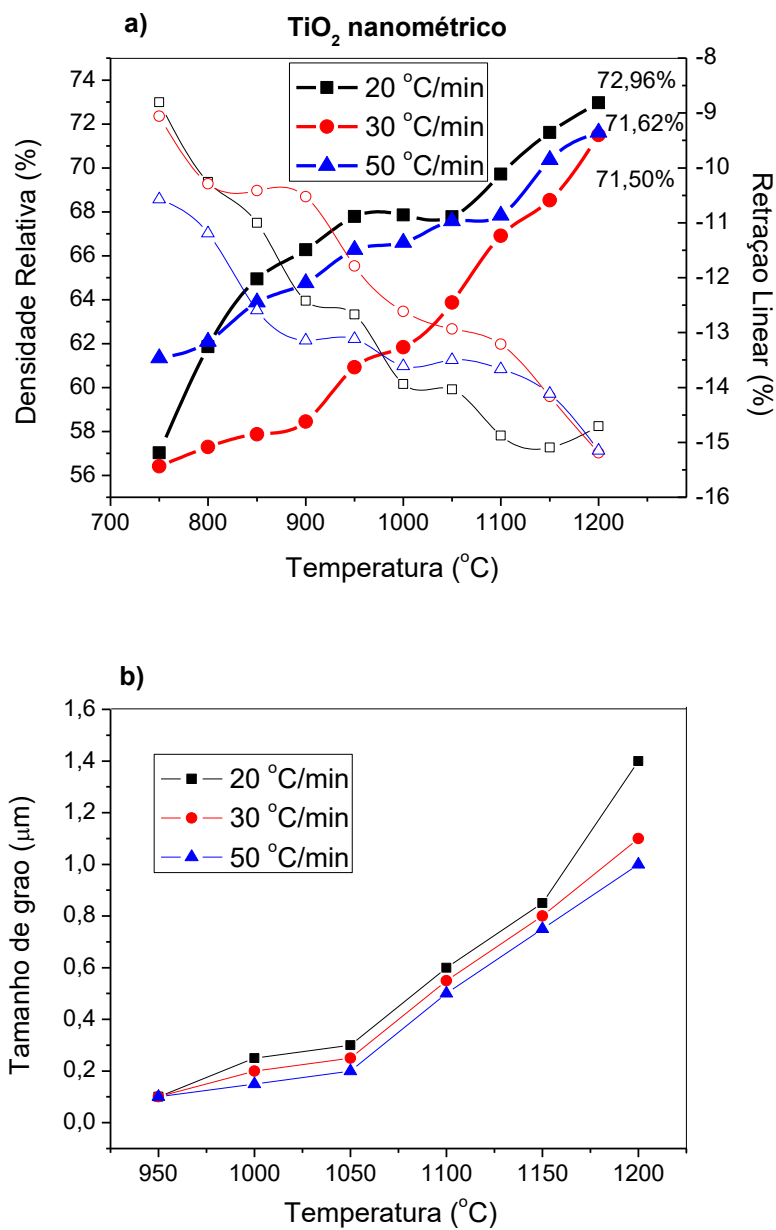 a)
TiO2 nanométrico
Densidade Relativa (%)
74
72
70
68
66
64
62
60
58
56
20 °C/min
30 °C/min
50 °C/min
72,96%
71,62%
71,50%
-8
-9
-10
-11
-12
-13
-14
-15
-16
Retraçao Linear (%)
700 800 900 1000 1100 1200
Temperatura (°C)
b)
Tamanho de grao (μm)
1,6
1,4
1,2
1,0
0,8
0,6
0,4
0,2
0,0
20 °C/min
30 °C/min
50 °C/min
950 1000 1050 1100 1150 1200
Temperatura (°C)